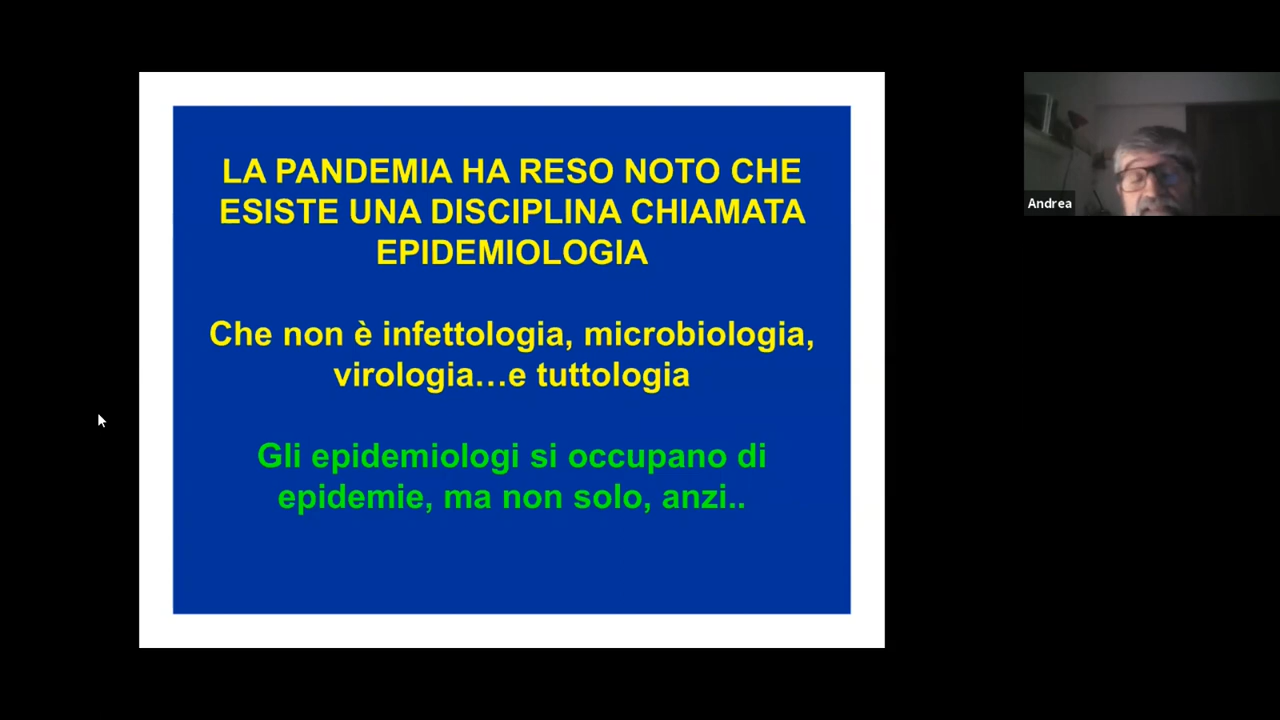 LA PANDEMIA HA RESO NOTO CHE
ESISTE UNA DISCIPLINA CHIAMATA
EPIDEMIOLOGIA
Che non è infettologia, microbiologia,
virologia…e tuttologia
Gli epidemiologi si occupano di
epidemie, ma non solo, anzi..
Andrea